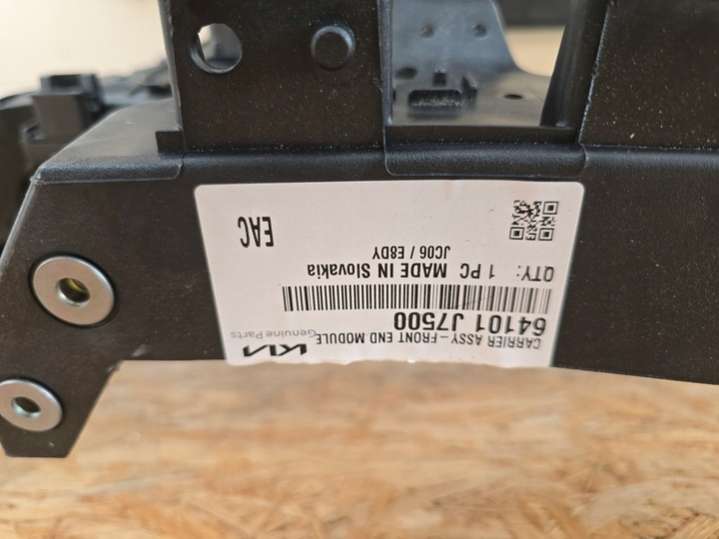 KIA
Genuine Parts
CARRIER ASSY-FRONT END MODULE
64101 J7500
QTY: 1 PC MADE IN Slovakia
JC06 / E8DY
EAC